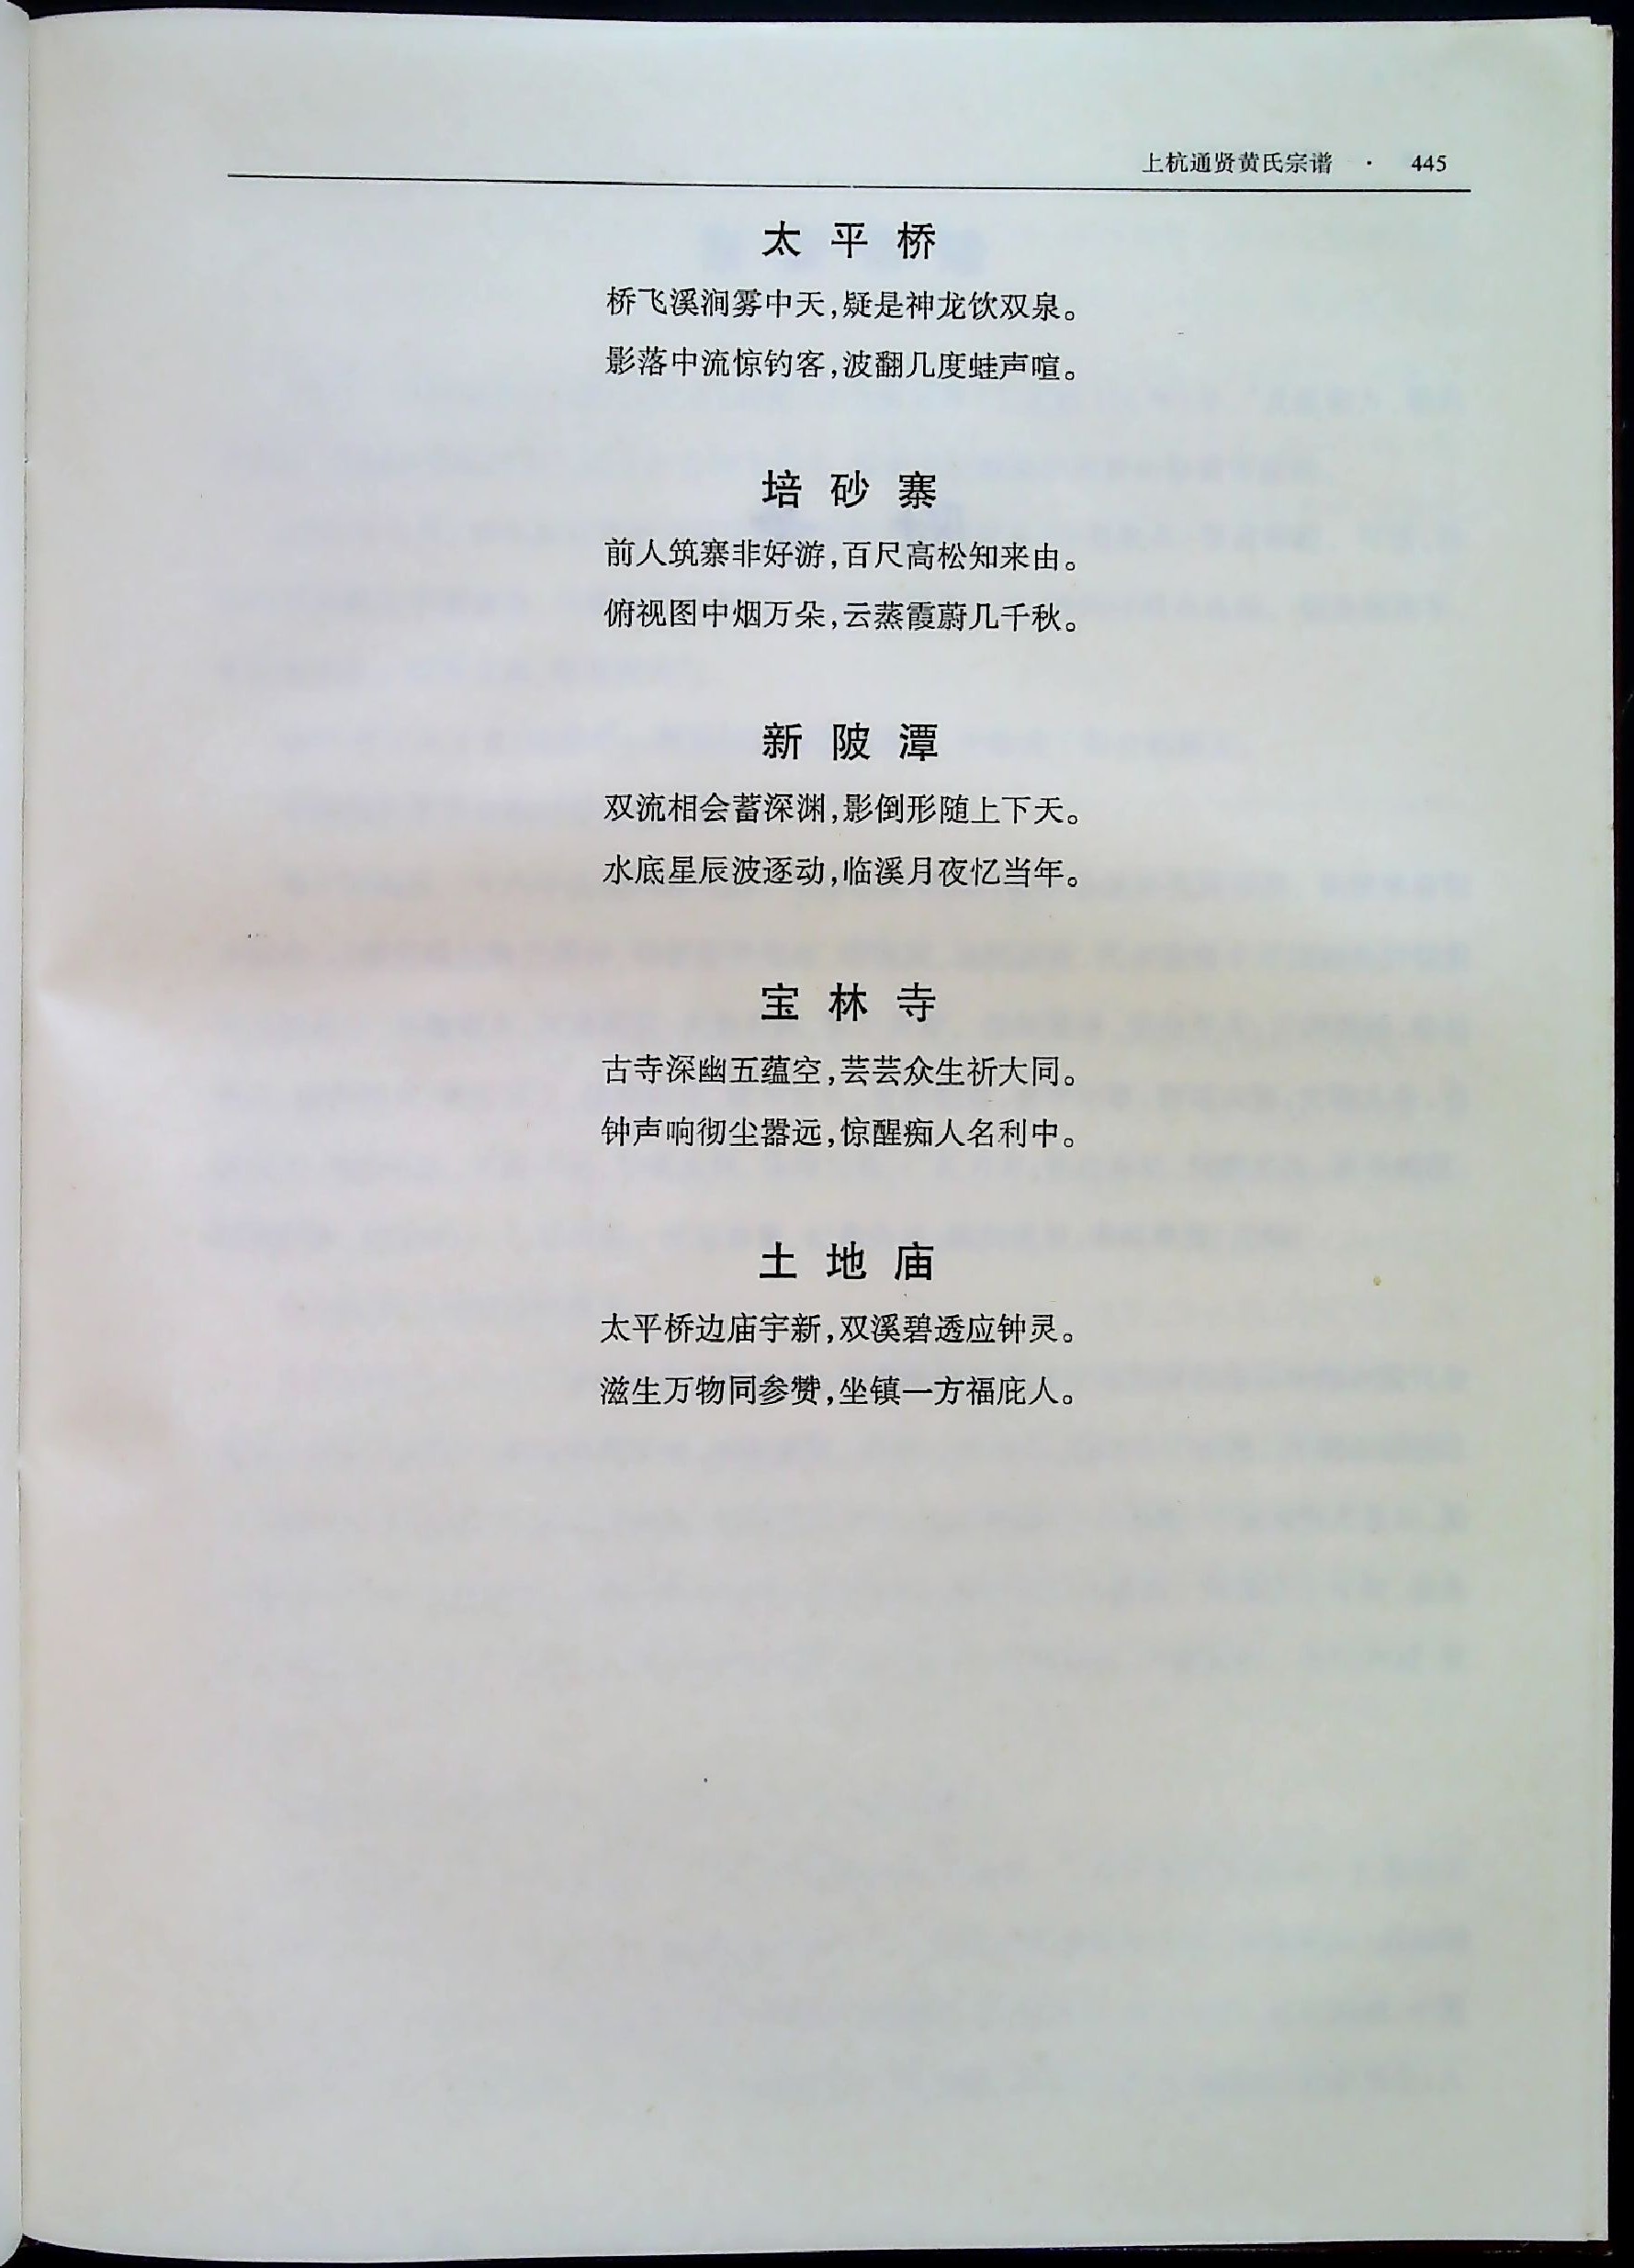 上杭通贤黄氏宗谱 · 445
太平桥
桥飞溪涧雾中天,疑是神龙饮双泉。
影落中流惊钓客,波翻几度蛙声喧。
培砂寨
前人筑寨非好游,百尺高松知来由。
俯视图中烟万朵,云蒸霞蔚几千秋。
新陂潭
双流相会蓄深渊,影倒形随上下天。
水底星辰波逐动,临溪月夜忆当年。
宝林寺
古寺深幽五蕴空,芸芸众生祈大同。
钟声响彻尘嚣远,惊醒痴人名利中。
土地庙
太平桥边庙宇新,双溪碧透应钟灵。
滋生万物同参赞,坐镇一方福庇人。